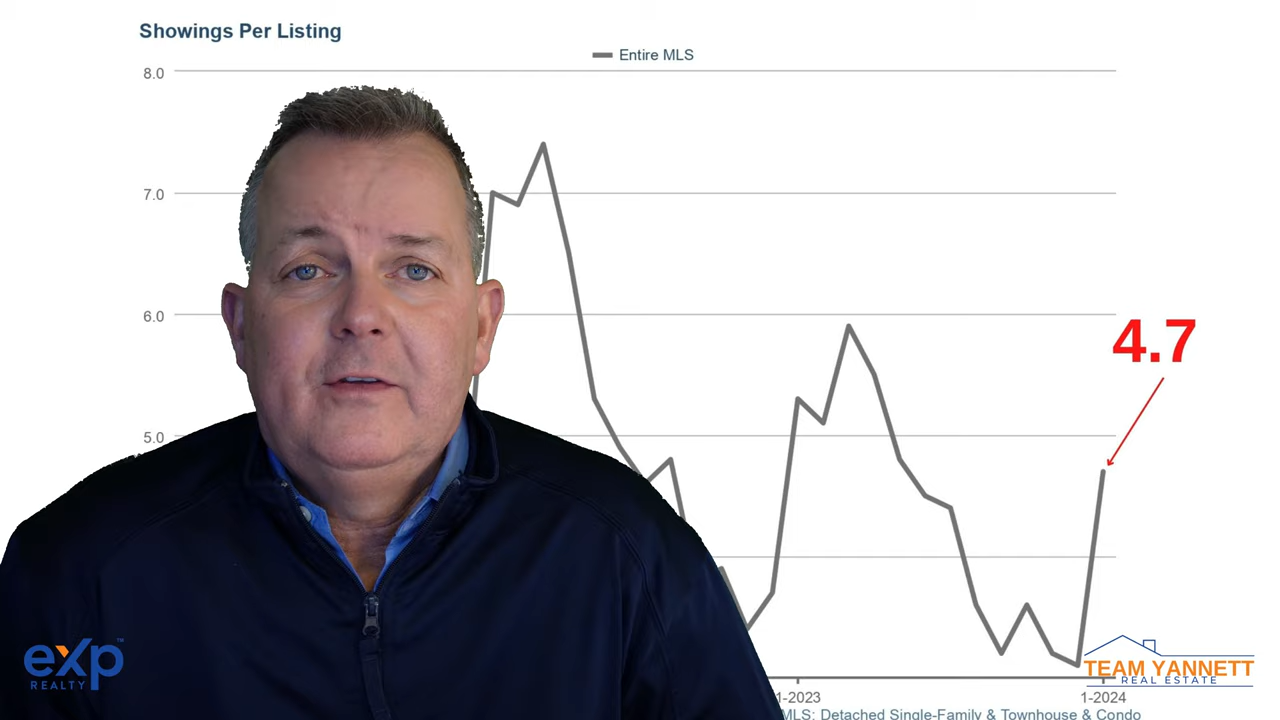 Showings Per Listing
Entire MLS
8.0
7.0
6.0
5.0
4.7
1-2023
1-2024
MLS: Detached Single-Family & Townhouse & Condo
eXp™
REALTY
TEAM YANNETT
REAL ESTATE